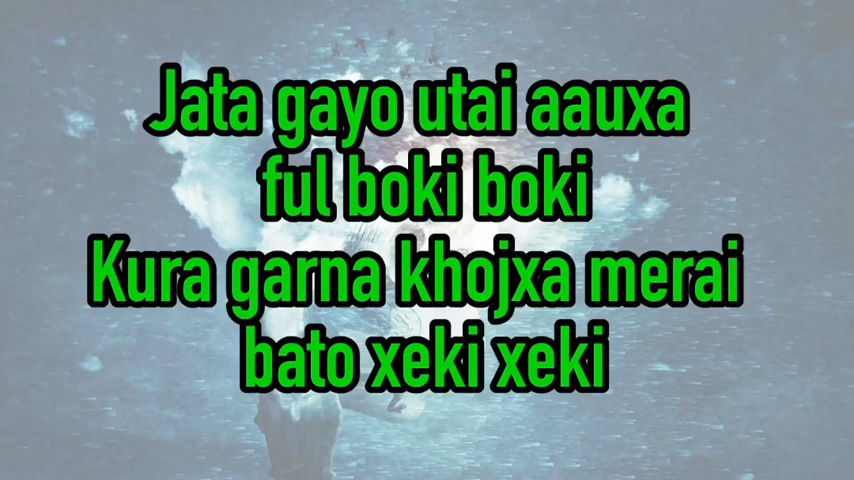 Jata gayo utai aauxa
ful boki boki
Kura garna khojxa merai
bato xeki xeki